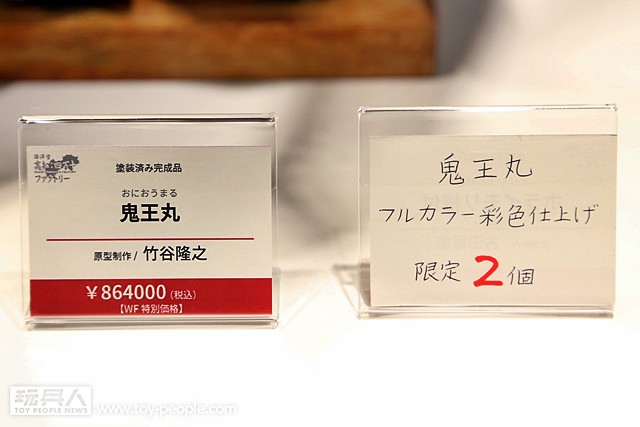 海洋堂
ファクトリー
塗装済み完成品
おにおうまる
鬼王丸
原型制作 / 竹谷隆之
￥864000 (税込)
【WF 特別価格】
鬼王丸
フルカラー彩色仕上げ
限定 2 個
玩具人
TOY PEOPLE NEWS
www.toy-people.com